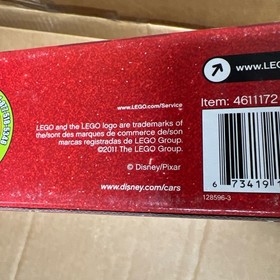 www.LEG
www.LEGO.com/Service
Item: 4611172
LEGO and the LEGO logo are trademarks
of the/sont des marques de commerce de/son
marcas registradas de LEGO Group.
©2011 The LEGO Group.
© Disney/Pixar
www.disney.com/cars
6 73419 1
128596-3